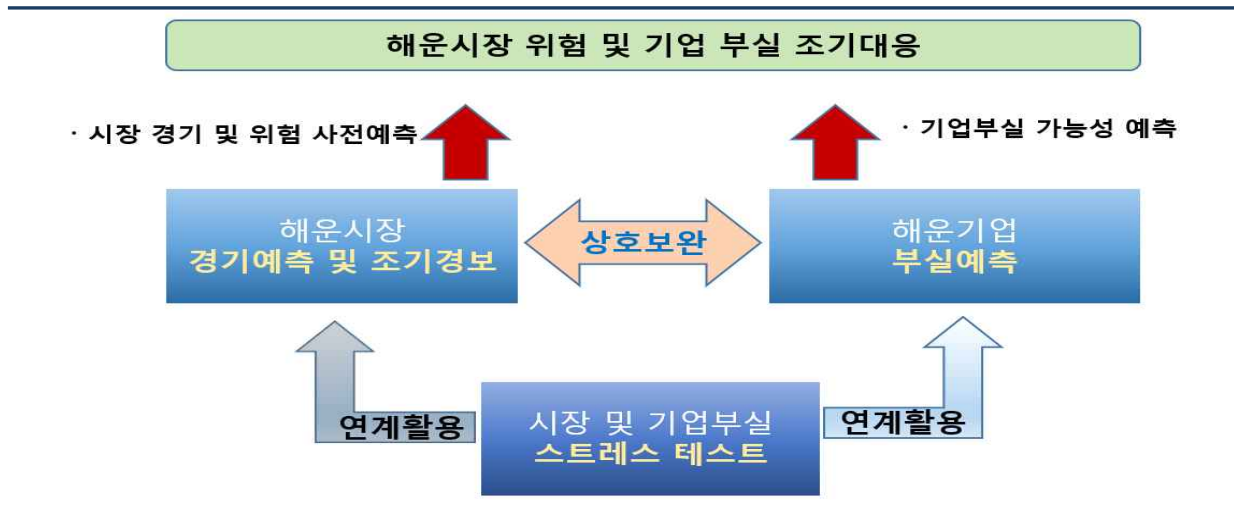 해운시장 위험 및 기업 부실 조기대응
· 시장 경기 및 위험 사전예측
· 기업부실 가능성 예측
해운시장
경기예측 및 조기경보
상호보완
해운기업
부실예측
연계활용
시장 및 기업부실
스트레스 테스트
연계활용